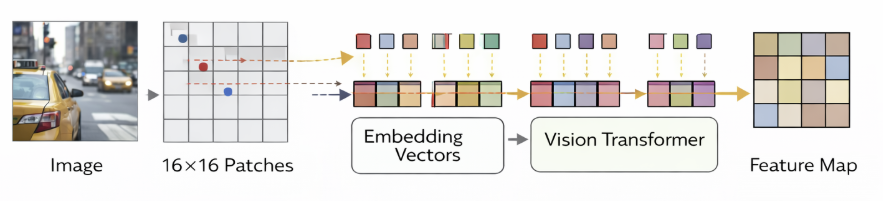 Embedding
Vectors
Vision Transformer
Image
16×16 Patches
Feature Map